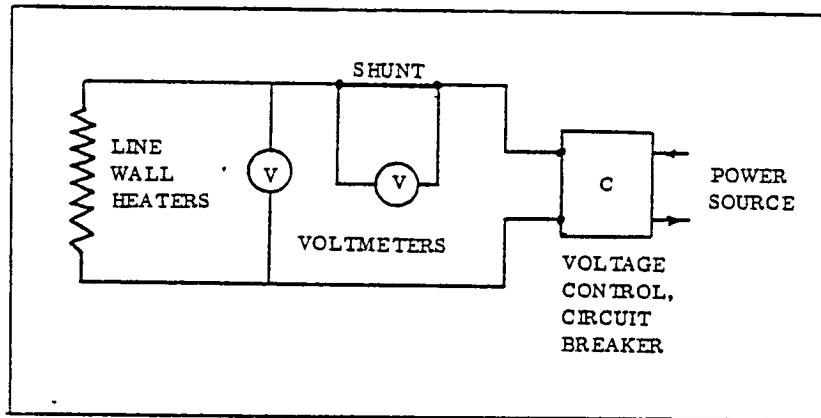 SHUNT
LINE
WALL
HEATERS
V
V
VOLTMETERS
C
POWER
SOURCE
VOLTAGE
CONTROL,
CIRCUIT
BREAKER